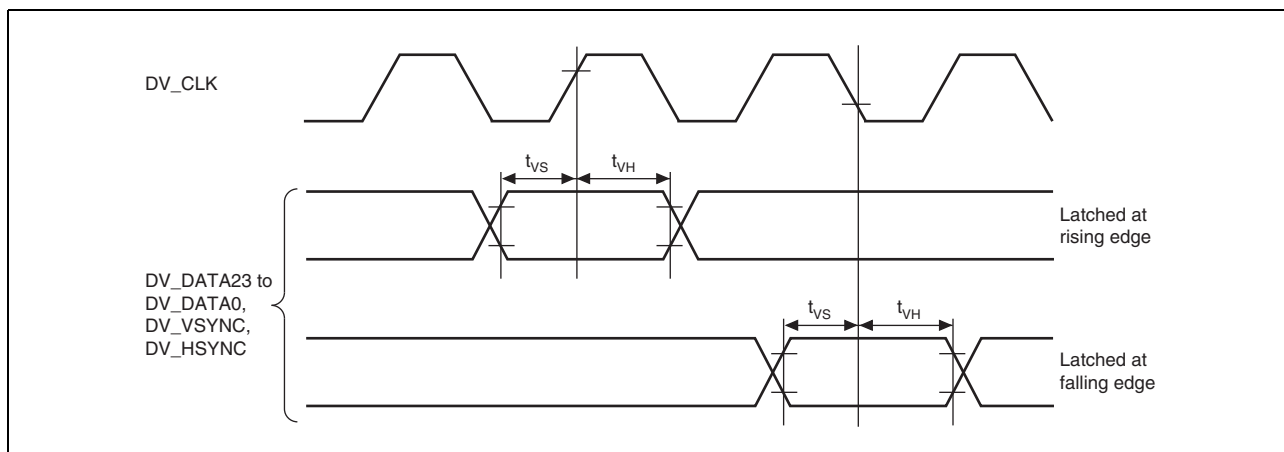 DV_CLK
tVS
tVH
Latched at
rising edge
DV_DATA23 to
DV_DATA0,
DV_VSYNC,
DV_HSYNC
tVS
tVH
Latched at
falling edge